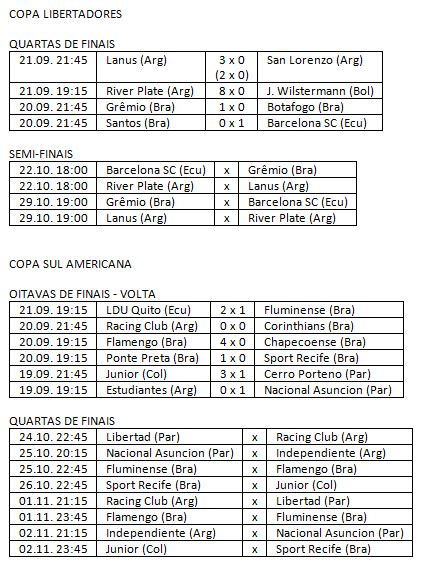 COPA LIBERTADORES
QUARTAS DE FINAIS
21.09. 21:45 Lanus (Arg) 3 x 0 San Lorenzo (Arg)
(2 x 0)
21.09. 19:15 River Plate (Arg) 8 x 0 J. Wilstermann (Bol)
20.09. 21:45 Grêmio (Bra) 1 x 0 Botafogo (Bra)
20.09. 21:45 Santos (Bra) 0 x 1 Barcelona SC (Ecu)
SEMI-FINAIS
22.10. 18:00 Barcelona SC (Ecu) x Grêmio (Bra)
22.10. 18:00 River Plate (Arg) x Lanus (Arg)
29.10. 19:00 Grêmio (Bra) x Barcelona SC (Ecu)
29.10. 19:00 Lanus (Arg) x River Plate (Arg)
COPA SUL AMERICANA
OITAVAS DE FINAIS - VOLTA
21.09. 19:15 LDU Quito (Ecu) 2 x 1 Fluminense (Bra)
20.09. 21:45 Racing Club (Arg) 0 x 0 Corinthians (Bra)
20.09. 19:15 Flamengo (Bra) 4 x 0 Chapecoense (Bra)
20.09. 19:15 Ponte Preta (Bra) 1 x 0 Sport Recife (Bra)
19.09. 21:45 Junior (Col) 3 x 1 Cerro Porteno (Par)
19.09. 19:15 Estudiantes (Arg) 0 x 1 Nacional Asuncion (Par)
QUARTAS DE FINAIS
24.10. 22:45 Libertad (Par) x Racing Club (Arg)
25.10. 20:15 Nacional Asuncion (Par) x Independiente (Arg)
25.10. 22:45 Fluminense (Bra) x Flamengo (Bra)
26.10. 22:45 Sport Recife (Bra) x Junior (Col)
01.11. 21:15 Racing Club (Arg) x Libertad (Par)
01.11. 23:45 Flamengo (Bra) x Fluminense (Bra)
02.11. 21:15 Independiente (Arg) x Nacional Asuncion (Par)
02.11. 23:45 Junior (Col) x Sport Recife (Bra)